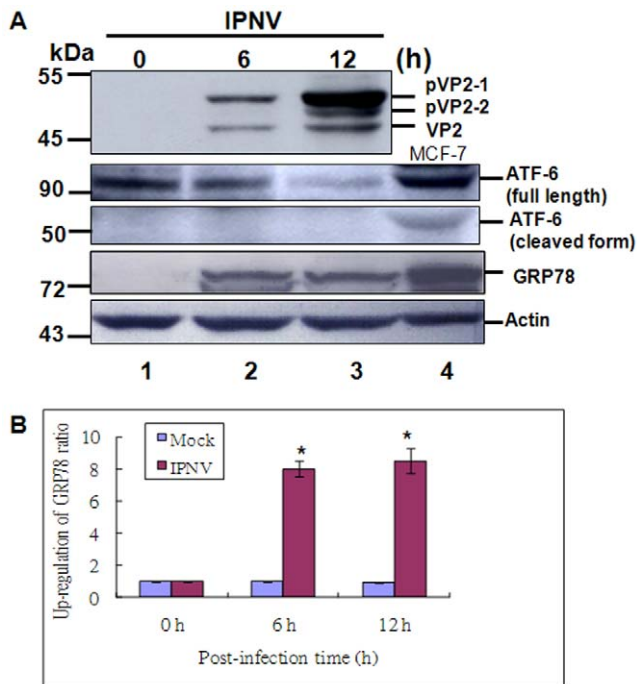 A
IPNV
kDa 0 6 12 (h)
55
pVP2-1
pVP2-2
45
VP2
MCF-7
90
ATF-6
(full length)
50
ATF-6
(cleaved form)
72
GRP78
43
Actin
1 2 3 4
B
Up-regulation of GRP78 ratio
10
8
6
4
2
0
Mock
IPNV
* *
0 h 6 h 12 h
Post-infection time (h)